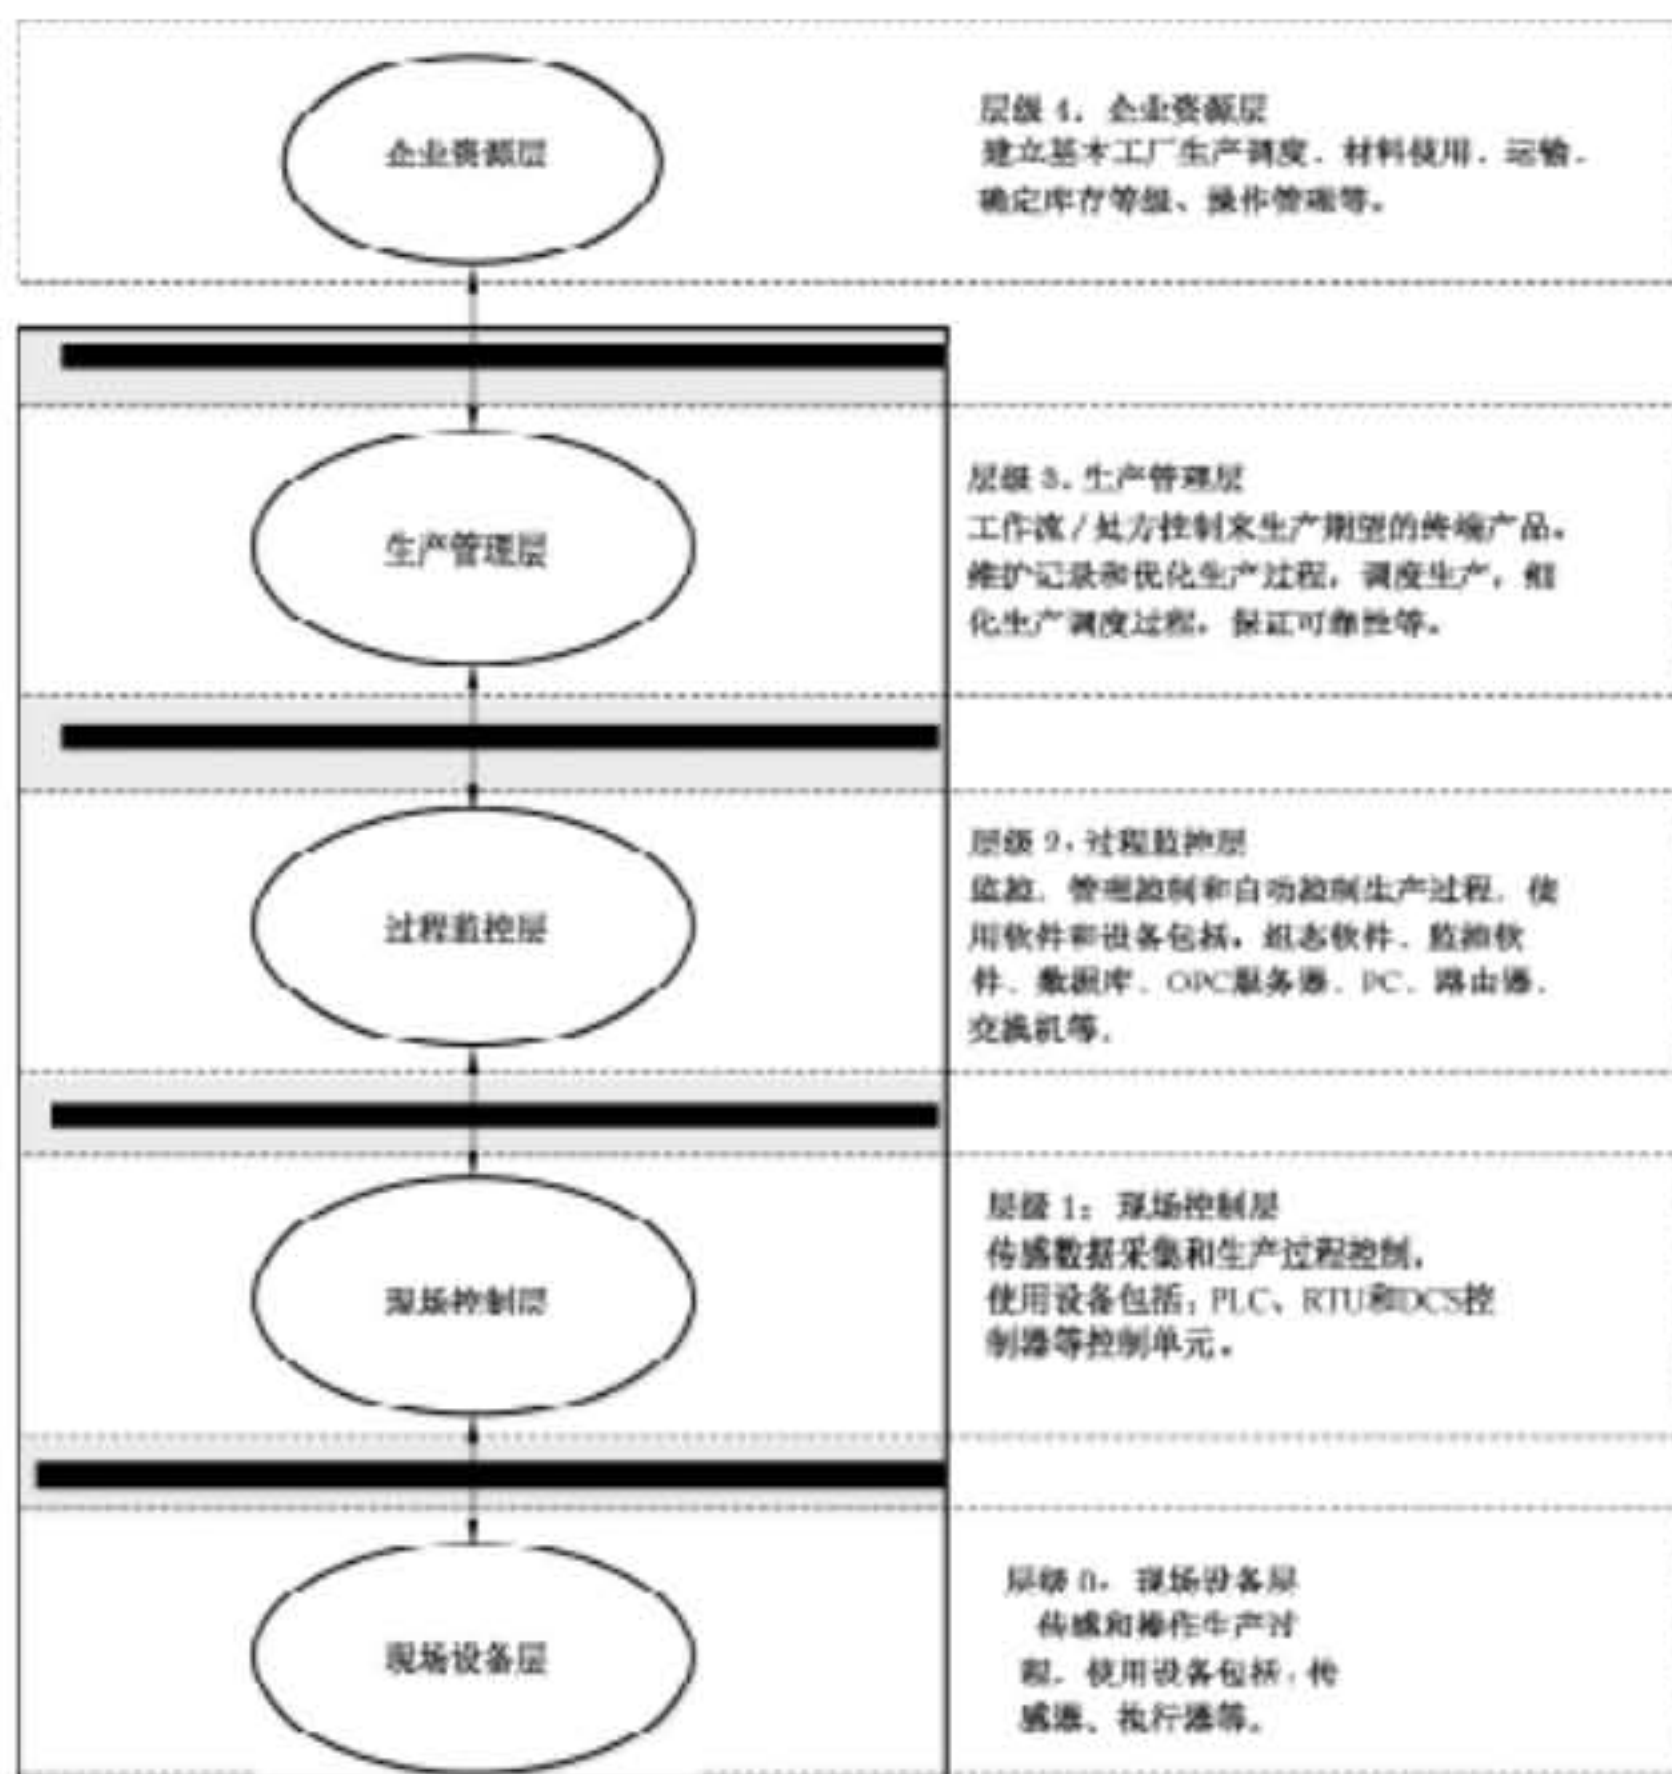 企业资源层
层级 4，企业资源层
建立基本工厂生产调度、材料使用、运输、
确定库存等级、操作管理等。
生产管理层
层级 3，生产管理层
工作流/处方控制来生产期望的终端产品。
维护记录和优化生产过程，调度生产，细
化生产调度过程，保证可靠性等。
过程监控层
层级 2，过程监控层
监控、管理控制和自动控制生产过程，使
用软件和设备包括，组态软件、监控软
件、数据库、OPC服务器、PC、路由器、
交换机等。
现场控制层
层级 1：现场控制层
传感数据采集和生产过程控制，
使用设备包括：PLC、RTU和DCS控
制器等控制单元。
现场设备层
层级 0，现场设备层
传感和操作生产过
程，使用设备包括：传
感器、执行器等。